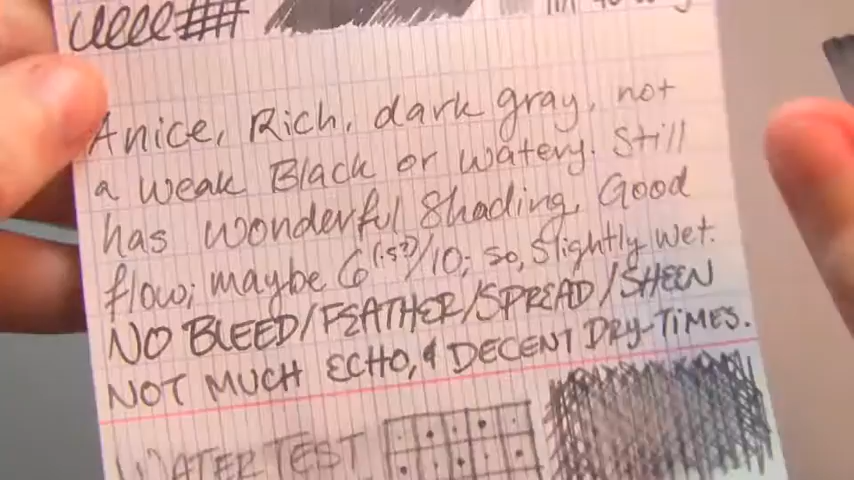 A nice, Rich, dark gray, not
a weak Black or watery. Still
has wonderful Shading. Good
flow; maybe 6(.5?)/10; so, slightly wet.
NO BLEED/FEATHER/SPREAD/SHEEN
NOT MUCH ECHO, & DECENT DRY-TIMES.
WATER TEST